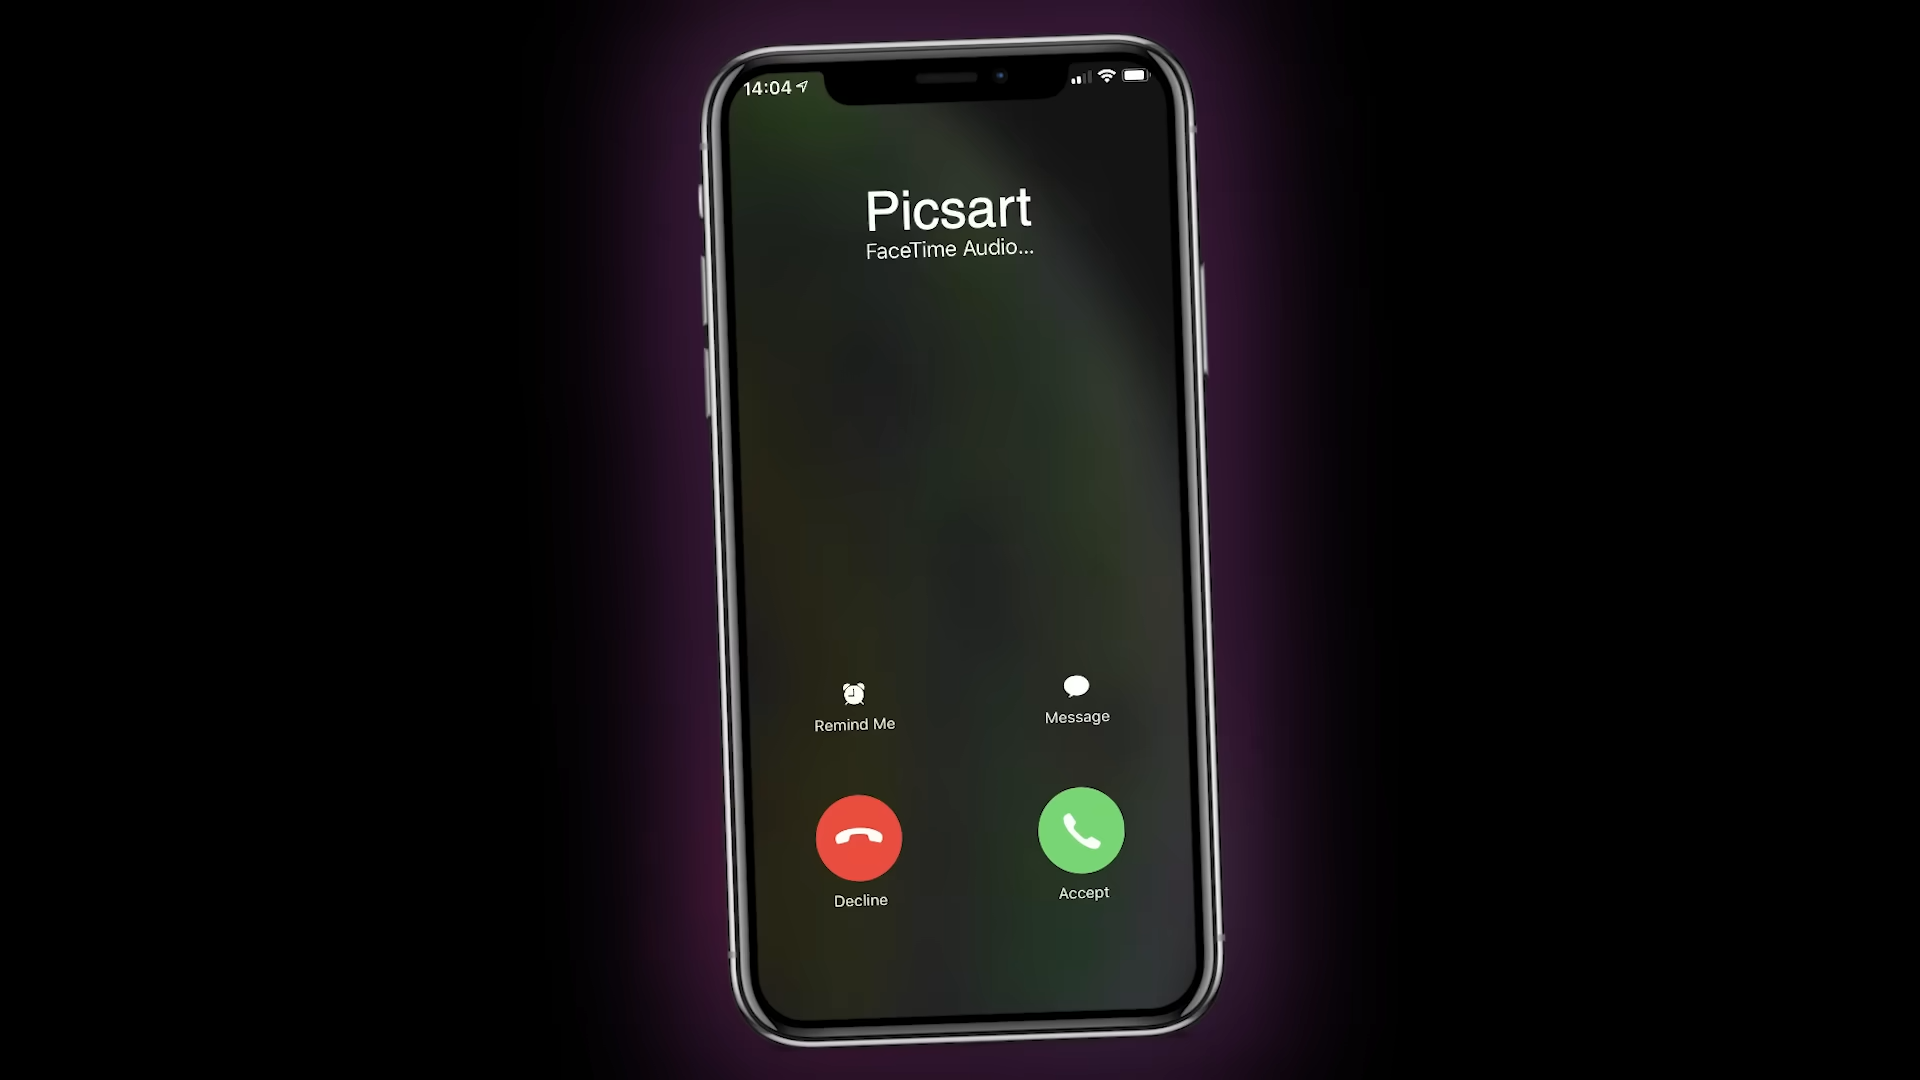 14:04
Picsart
FaceTime Audio...
Remind Me
Message
Decline
Accept